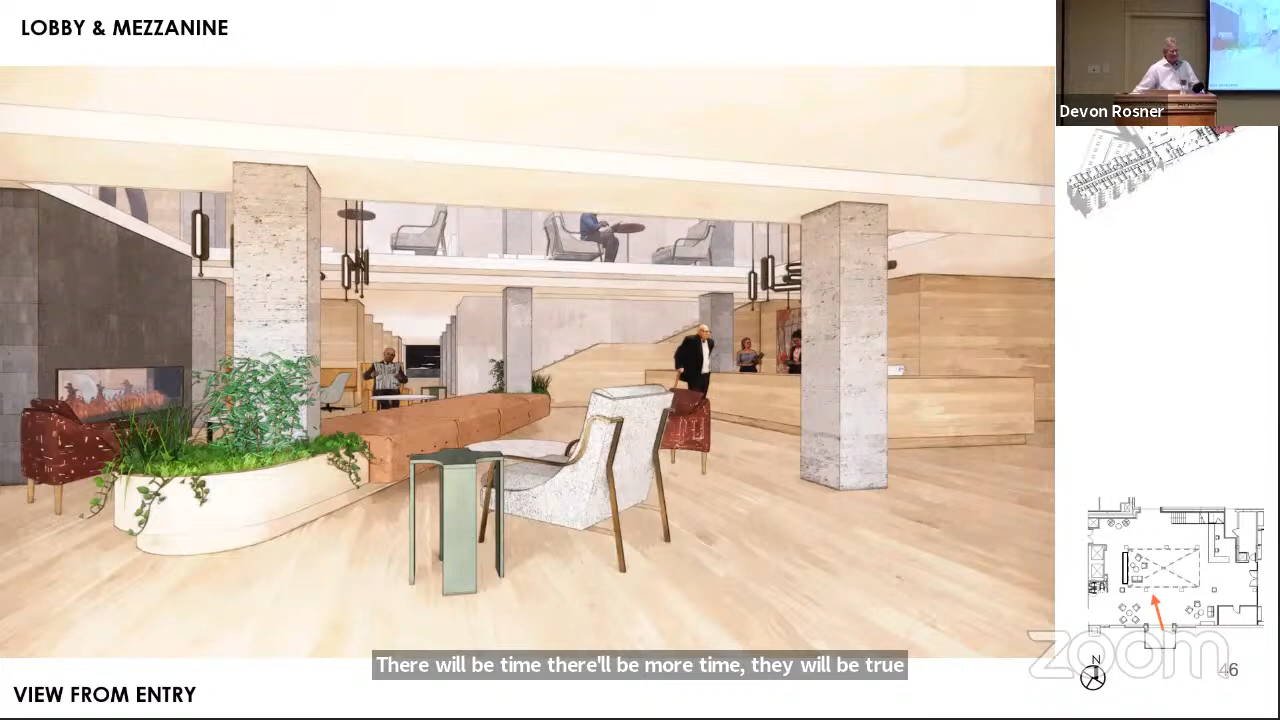 LOBBY & MEZZANINE
Devon Rosner
There will be time there'll be more time, they will be true
zoom
N
46
VIEW FROM ENTRY